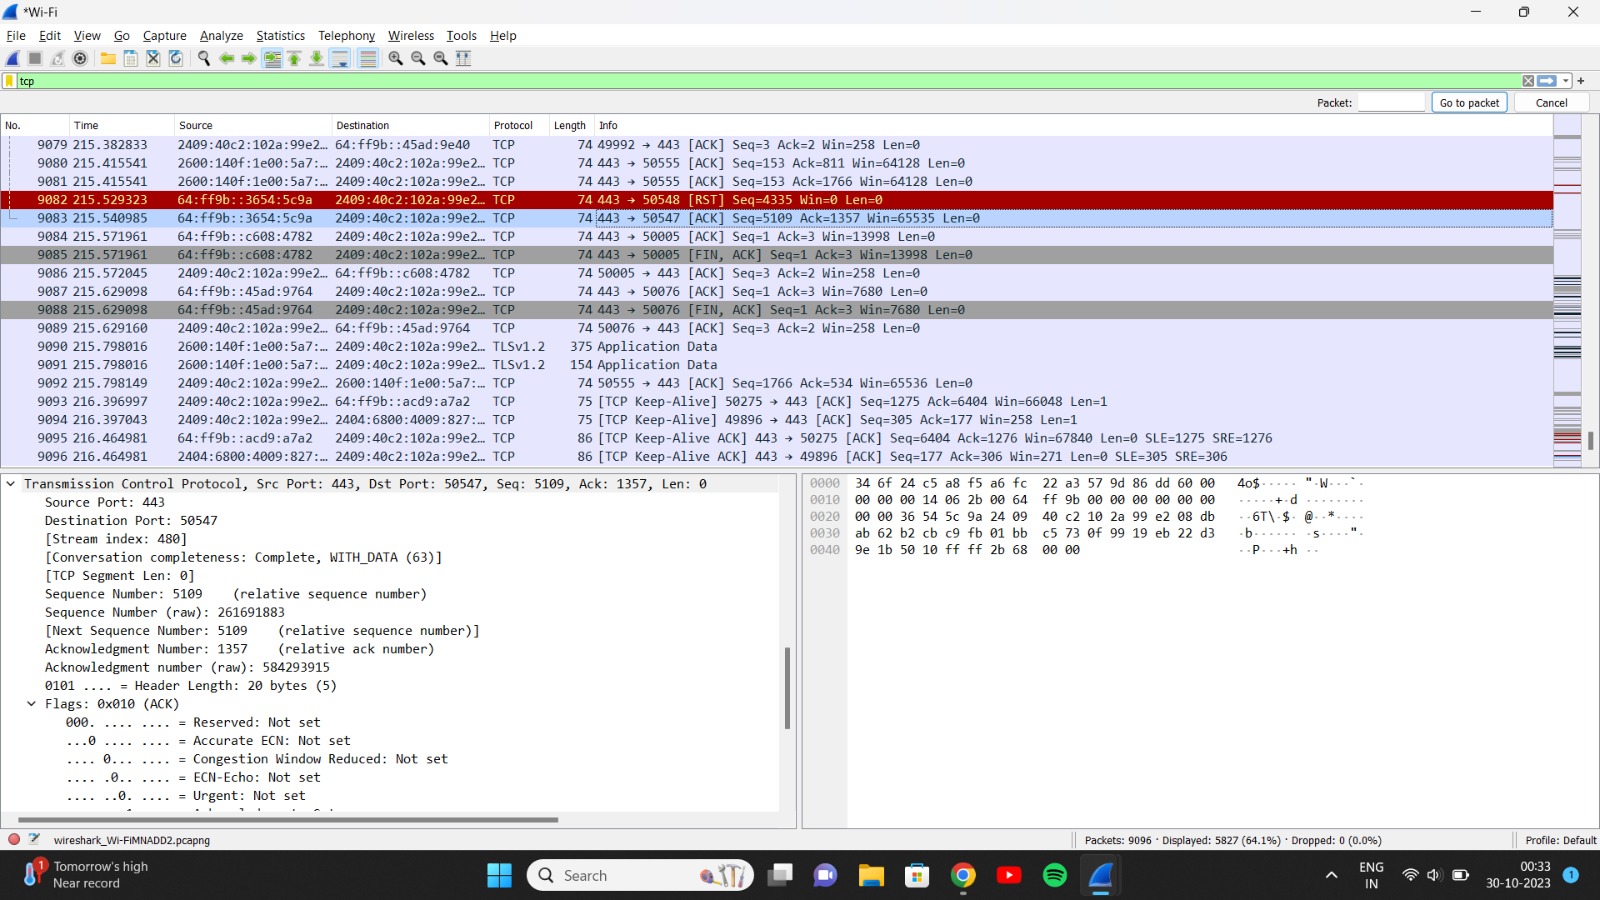 *Wi-Fi
File Edit View Go Capture Analyze Statistics Telephony Wireless Tools Help
tcp
Packet: Go to packet Cancel
No. Time Source Destination Protocol Length Info
9079 215.382833 2409:40c2:102a:99e2… 64:ff9b::45ad:9e40 TCP 74 49992 → 443 [ACK] Seq=3 Ack=2 Win=258 Len=0
9080 215.415541 2600:140f:1e00:5a7:… 2409:40c2:102a:99e2… TCP 74 443 → 50555 [ACK] Seq=153 Ack=811 Win=64128 Len=0
9081 215.415541 2600:140f:1e00:5a7:… 2409:40c2:102a:99e2… TCP 74 443 → 50555 [ACK] Seq=153 Ack=1766 Win=64128 Len=0
9082 215.529323 64:ff9b::3654:5c9a 2409:40c2:102a:99e2… TCP 74 443 → 50548 [RST] Seq=4335 Win=0 Len=0
9083 215.540985 64:ff9b::3654:5c9a 2409:40c2:102a:99e2… TCP 74 443 → 50547 [ACK] Seq=5109 Ack=1357 Win=65535 Len=0
9084 215.571961 64:ff9b::c608:4782 2409:40c2:102a:99e2… TCP 74 443 → 50005 [ACK] Seq=1 Ack=3 Win=13998 Len=0
9085 215.571961 64:ff9b::c608:4782 2409:40c2:102a:99e2… TCP 74 443 → 50005 [FIN, ACK] Seq=1 Ack=3 Win=13998 Len=0
9086 215.572045 2409:40c2:102a:99e2… 64:ff9b::c608:4782 TCP 74 50005 → 443 [ACK] Seq=3 Ack=2 Win=258 Len=0
9087 215.629098 64:ff9b::45ad:9764 2409:40c2:102a:99e2… TCP 74 443 → 50076 [ACK] Seq=1 Ack=3 Win=7680 Len=0
9088 215.629098 64:ff9b::45ad:9764 2409:40c2:102a:99e2… TCP 74 443 → 50076 [FIN, ACK] Seq=1 Ack=3 Win=7680 Len=0
9089 215.629160 2409:40c2:102a:99e2… 64:ff9b::45ad:9764 TCP 74 50076 → 443 [ACK] Seq=3 Ack=2 Win=258 Len=0
9090 215.798016 2600:140f:1e00:5a7:… 2409:40c2:102a:99e2… TLSv1.2 375 Application Data
9091 215.798016 2600:140f:1e00:5a7:… 2409:40c2:102a:99e2… TLSv1.2 154 Application Data
9092 215.798149 2409:40c2:102a:99e2… 2600:140f:1e00:5a7:… TCP 74 50555 → 443 [ACK] Seq=1766 Ack=534 Win=65536 Len=0
9093 216.396997 2409:40c2:102a:99e2… 64:ff9b::acd9:a7a2 TCP 75 [TCP Keep-Alive] 50275 → 443 [ACK] Seq=1275 Ack=6404 Win=66048 Len=1
9094 216.397043 2409:40c2:102a:99e2… 2404:6800:4009:827:… TCP 75 [TCP Keep-Alive] 49896 → 443 [ACK] Seq=305 Ack=177 Win=258 Len=1
9095 216.464981 64:ff9b::acd9:a7a2 2409:40c2:102a:99e2… TCP 86 [TCP Keep-Alive ACK] 443 → 50275 [ACK] Seq=6404 Ack=1276 Win=67840 Len=0 SLE=1275 SRE=1276
9096 216.464981 2404:6800:4009:827:… 2409:40c2:102a:99e2… TCP 86 [TCP Keep-Alive ACK] 443 → 49896 [ACK] Seq=177 Ack=306 Win=271 Len=0 SLE=305 SRE=306
Transmission Control Protocol, Src Port: 443, Dst Port: 50547, Seq: 5109, Ack: 1357, Len: 0
Source Port: 443
Destination Port: 50547
[Stream index: 480]
[Conversation completeness: Complete, WITH_DATA (63)]
[TCP Segment Len: 0]
Sequence Number: 5109 (relative sequence number)
Sequence Number (raw): 261691883
[Next Sequence Number: 5109 (relative sequence number)]
Acknowledgment Number: 1357 (relative ack number)
Acknowledgment number (raw): 584293915
0101 .... = Header Length: 20 bytes (5)
Flags: 0x010 (ACK)
000. .... .... = Reserved: Not set
...0 .... .... = Accurate ECN: Not set
.... 0... .... = Congestion Window Reduced: Not set
.... .0.. .... = ECN-Echo: Not set
.... ..0. .... = Urgent: Not set
0000 34 6f 24 c5 a8 f5 a6 fc 22 a3 57 9d 86 dd 60 00 4o$····· "·W···`·
0010 00 00 00 14 06 2b 00 64 ff 9b 00 00 00 00 00 00 ·····+·d ········
0020 00 00 36 54 5c 9a 24 09 40 c2 10 2a 99 e2 08 db ··6T\·$· @··*····
0030 ab 62 b2 cb c9 fb 01 bb c5 73 0f 99 19 eb 22 d3 ·b······ ·s····"·
0040 9e 1b 50 10 ff ff 2b 68 00 00 ··P···+h ··
wireshark_Wi-FiMNADD2.pcapng Packets: 9096 · Displayed: 5827 (64.1%) · Dropped: 0 (0.0%) Profile: Default
1
Tomorrow's high
Near record
Search
ENG
IN
00:33
30-10-2023
1